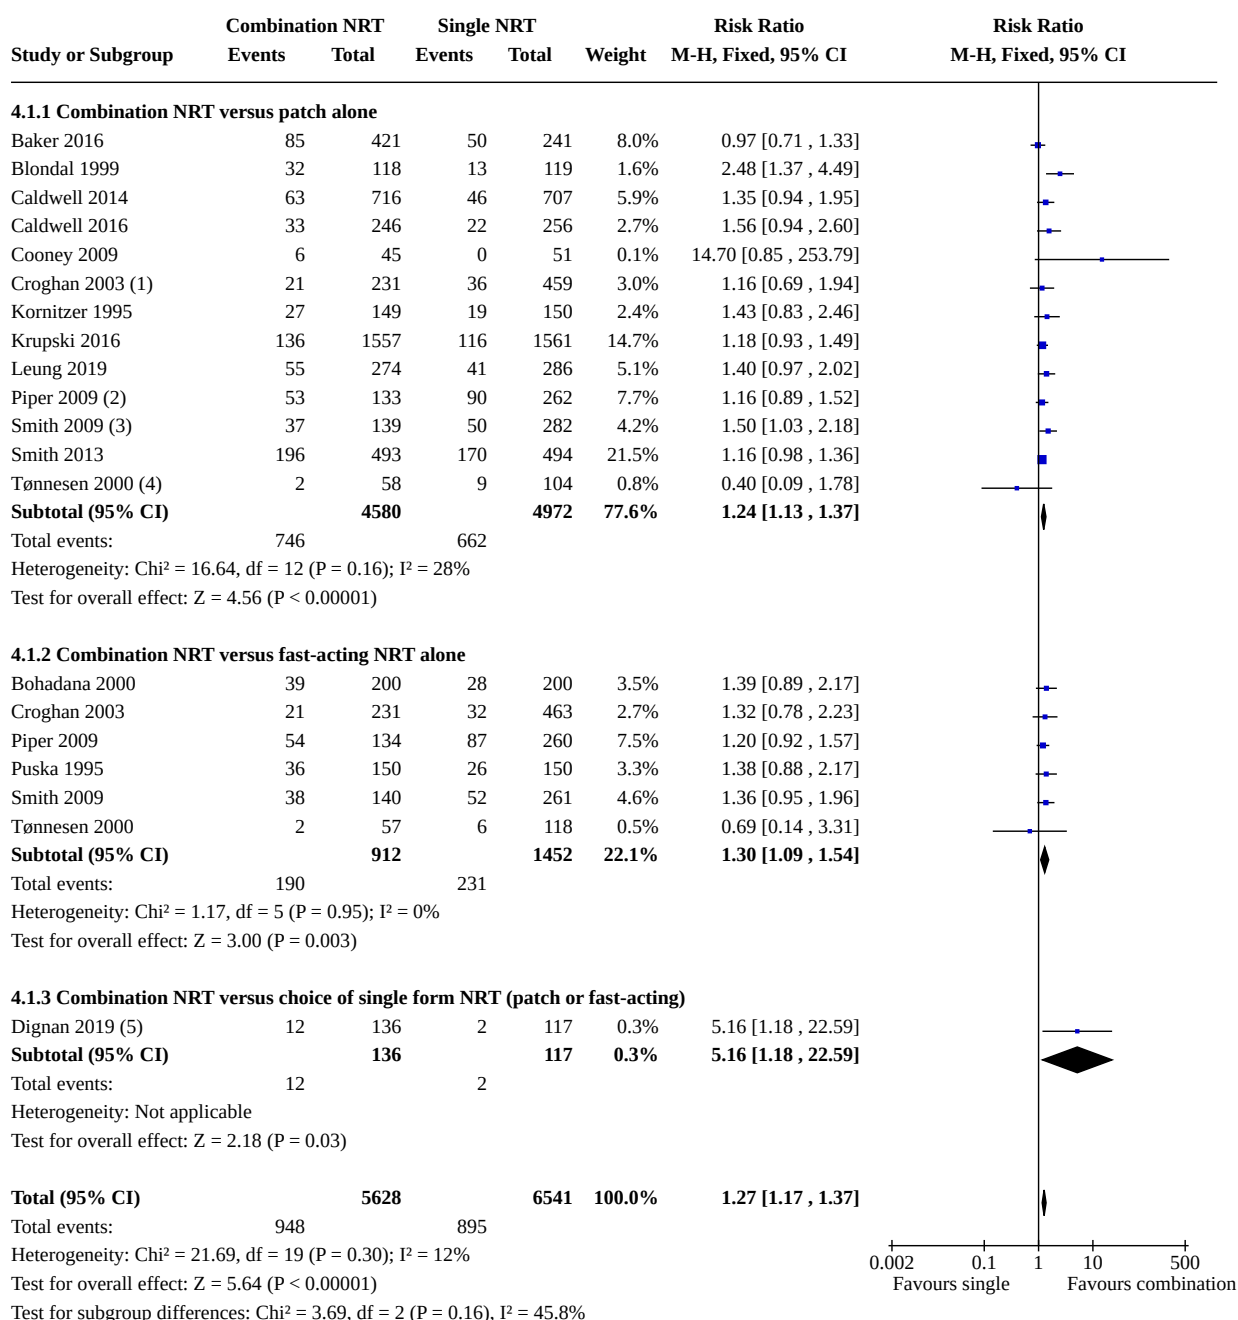 Combination NRT Single NRT Risk Ratio Risk Ratio
Study or Subgroup Events Total Events Total Weight M-H, Fixed, 95% CI M-H, Fixed, 95% CI
4.1.1 Combination NRT versus patch alone
Baker 2016 85 421 50 241 8.0% 0.97 [0.71 , 1.33]
Blondal 1999 32 118 13 119 1.6% 2.48 [1.37 , 4.49]
Caldwell 2014 63 716 46 707 5.9% 1.35 [0.94 , 1.95]
Caldwell 2016 33 246 22 256 2.7% 1.56 [0.94 , 2.60]
Cooney 2009 6 45 0 51 0.1% 14.70 [0.85 , 253.79]
Croghan 2003 (1) 21 231 36 459 3.0% 1.16 [0.69 , 1.94]
Kornitzer 1995 27 149 19 150 2.4% 1.43 [0.83 , 2.46]
Krupski 2016 136 1557 116 1561 14.7% 1.18 [0.93 , 1.49]
Leung 2019 55 274 41 286 5.1% 1.40 [0.97 , 2.02]
Piper 2009 (2) 53 133 90 262 7.7% 1.16 [0.89 , 1.52]
Smith 2009 (3) 37 139 50 282 4.2% 1.50 [1.03 , 2.18]
Smith 2013 196 493 170 494 21.5% 1.16 [0.98 , 1.36]
Tønnesen 2000 (4) 2 58 9 104 0.8% 0.40 [0.09 , 1.78]
Subtotal (95% CI) 4580 4972 77.6% 1.24 [1.13 , 1.37]
Total events: 746 662
Heterogeneity: Chi² = 16.64, df = 12 (P = 0.16); I² = 28%
Test for overall effect: Z = 4.56 (P < 0.00001)
4.1.2 Combination NRT versus fast-acting NRT alone
Bohadana 2000 39 200 28 200 3.5% 1.39 [0.89 , 2.17]
Croghan 2003 21 231 32 463 2.7% 1.32 [0.78 , 2.23]
Piper 2009 54 134 87 260 7.5% 1.20 [0.92 , 1.57]
Puska 1995 36 150 26 150 3.3% 1.38 [0.88 , 2.17]
Smith 2009 38 140 52 261 4.6% 1.36 [0.95 , 1.96]
Tønnesen 2000 2 57 6 118 0.5% 0.69 [0.14 , 3.31]
Subtotal (95% CI) 912 1452 22.1% 1.30 [1.09 , 1.54]
Total events: 190 231
Heterogeneity: Chi² = 1.17, df = 5 (P = 0.95); I² = 0%
Test for overall effect: Z = 3.00 (P = 0.003)
4.1.3 Combination NRT versus choice of single form NRT (patch or fast-acting)
Dignan 2019 (5) 12 136 2 117 0.3% 5.16 [1.18 , 22.59]
Subtotal (95% CI) 136 117 0.3% 5.16 [1.18 , 22.59]
Total events: 12 2
Heterogeneity: Not applicable
Test for overall effect: Z = 2.18 (P = 0.03)
Total (95% CI) 5628 6541 100.0% 1.27 [1.17 , 1.37]
Total events: 948 895
Heterogeneity: Chi² = 21.69, df = 19 (P = 0.30); I² = 12%
0.002 0.1 1 10 500
Test for overall effect: Z = 5.64 (P < 0.00001) Favours single Favours combination
Test for subgroup differences: Chi² = 3.69, df = 2 (P = 0.16), I² = 45.8%